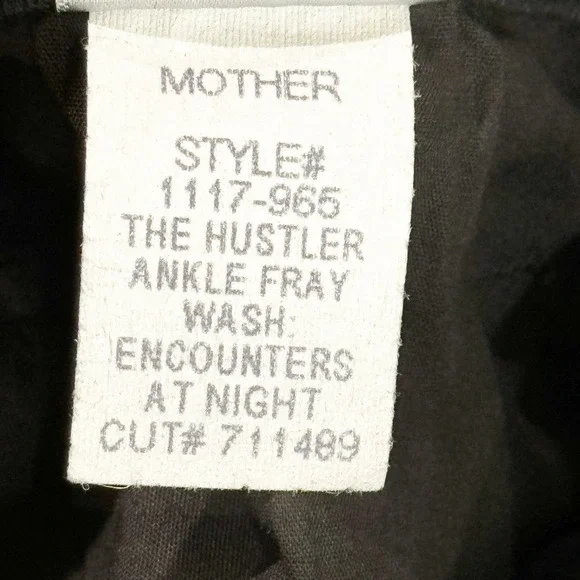 MOTHER
STYLE#
1117-965
THE HUSTLER
ANKLE FRAY
WASH:
ENCOUNTERS
AT NIGHT
CUT# 711489